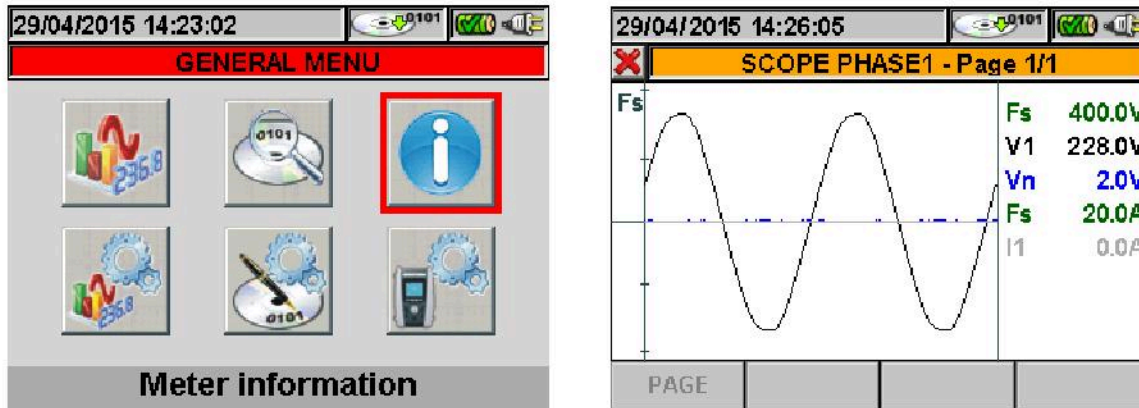 29/04/2015 14:23:02
0101
GENERAL MENU
236.8
0101
236.8
0101
Meter information
29/04/2015 14:26:05
0101
SCOPE PHASE1 - Page 1/1
Fs
Fs 400.0V
V1 228.0V
Vn 2.0V
Fs 20.0A
I1 0.0A
PAGE